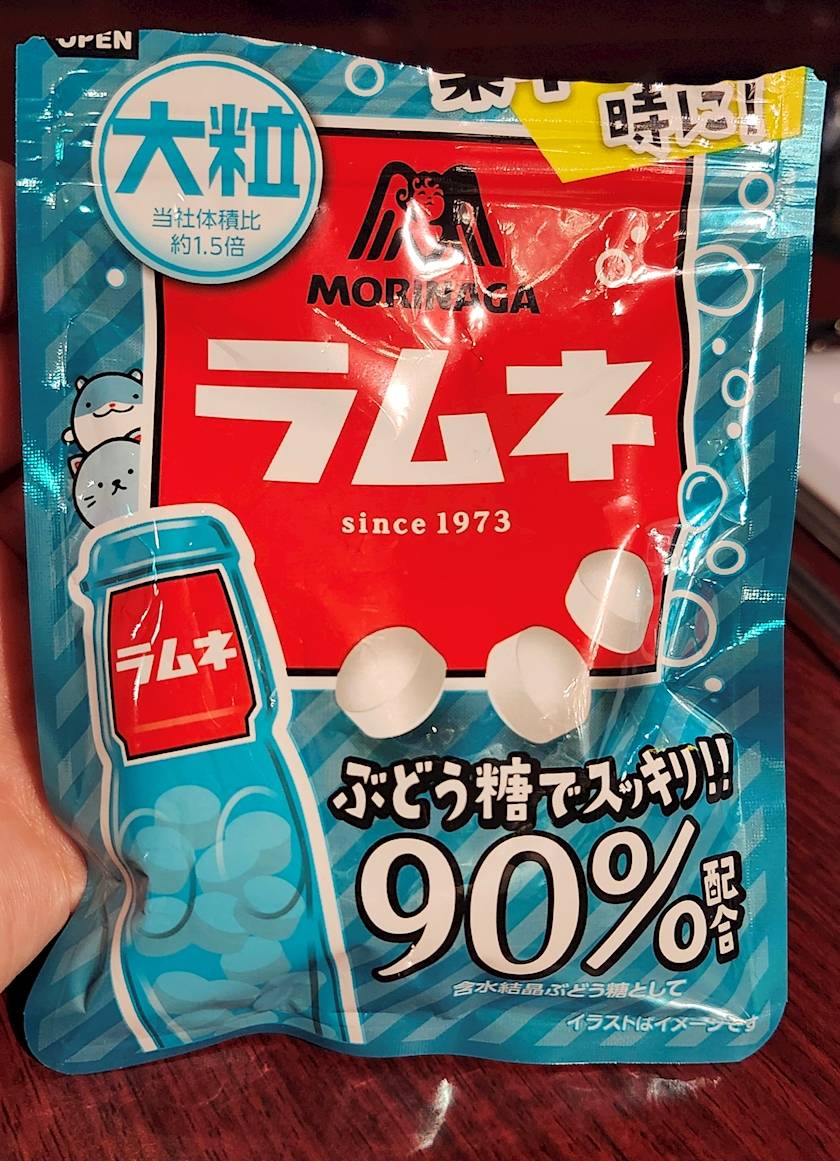 OPEN
時に!
大粒
当社体積比
約1.5倍
MORINAGA
ラムネ
since 1973
ラムネ
ぶどう糖でスッキリ!!
90%配合
含水結晶ぶどう糖として
イラストはイメージです